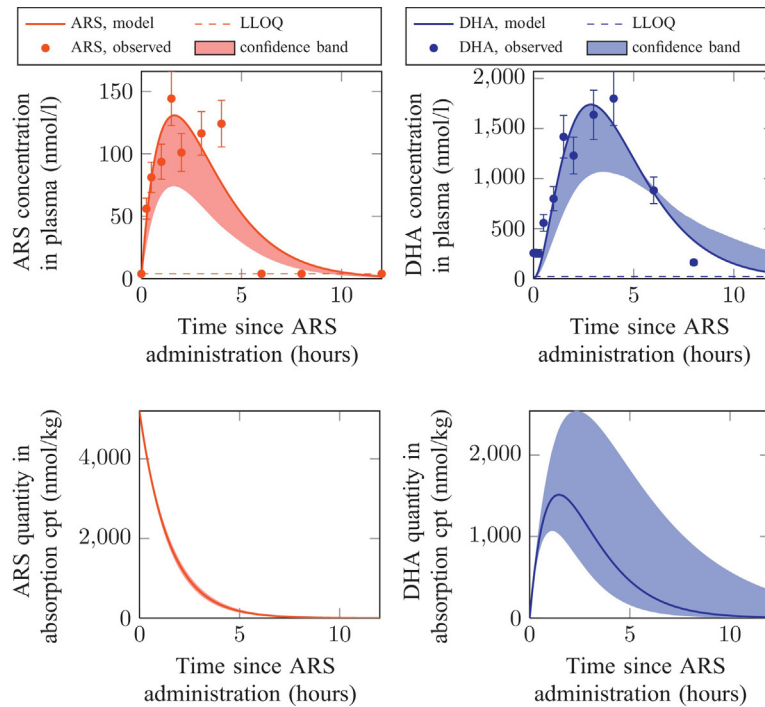 ARS, model
LLOQ
ARS, observed
confidence band
DHA, model
LLOQ
DHA, observed
confidence band
150
100
50
0
0
5
10
ARS concentration
in plasma (nmol/l)
Time since ARS
administration (hours)
2,000
1,500
1,000
500
0
0
5
10
DHA concentration
in plasma (nmol/l)
Time since ARS
administration (hours)
4,000
2,000
0
0
5
10
ARS quantity in
absorption cpt (nmol/kg)
Time since ARS
administration (hours)
2,000
1,000
0
0
5
10
DHA quantity in
absorption cpt (nmol/kg)
Time since ARS
administration (hours)